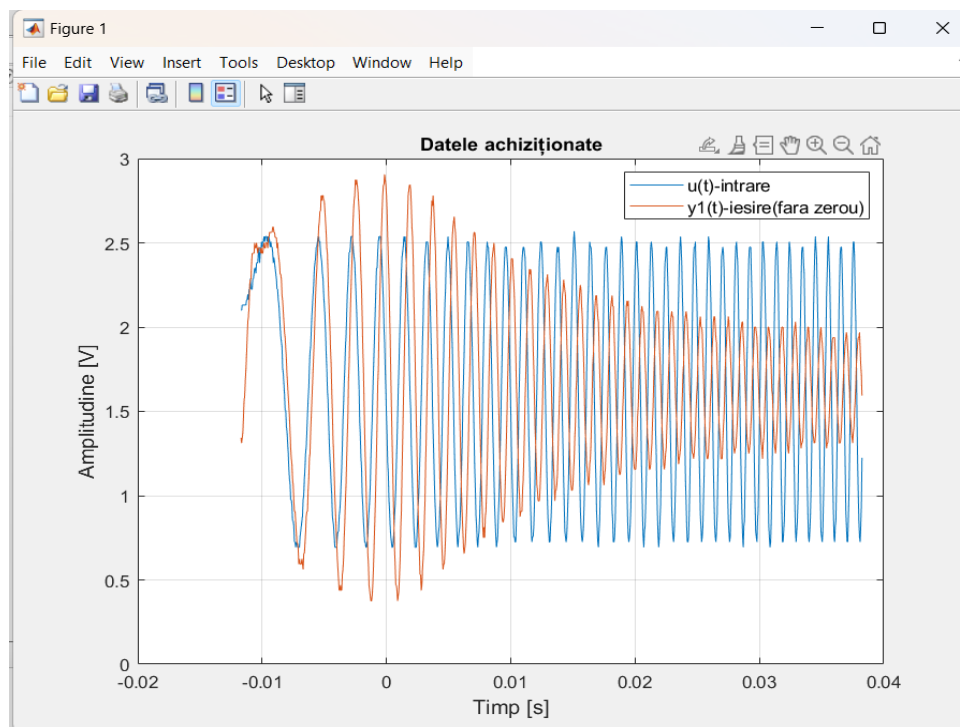 Figure 1
File Edit View Insert Tools Desktop Window Help
Datele achiziționate
3
2.5
2
1.5
1
0.5
0
Amplitudine [V]
u(t)-intrare
y1(t)-iesire(fara zerou)
-0.02 -0.01 0 0.01 0.02 0.03 0.04
Timp [s]